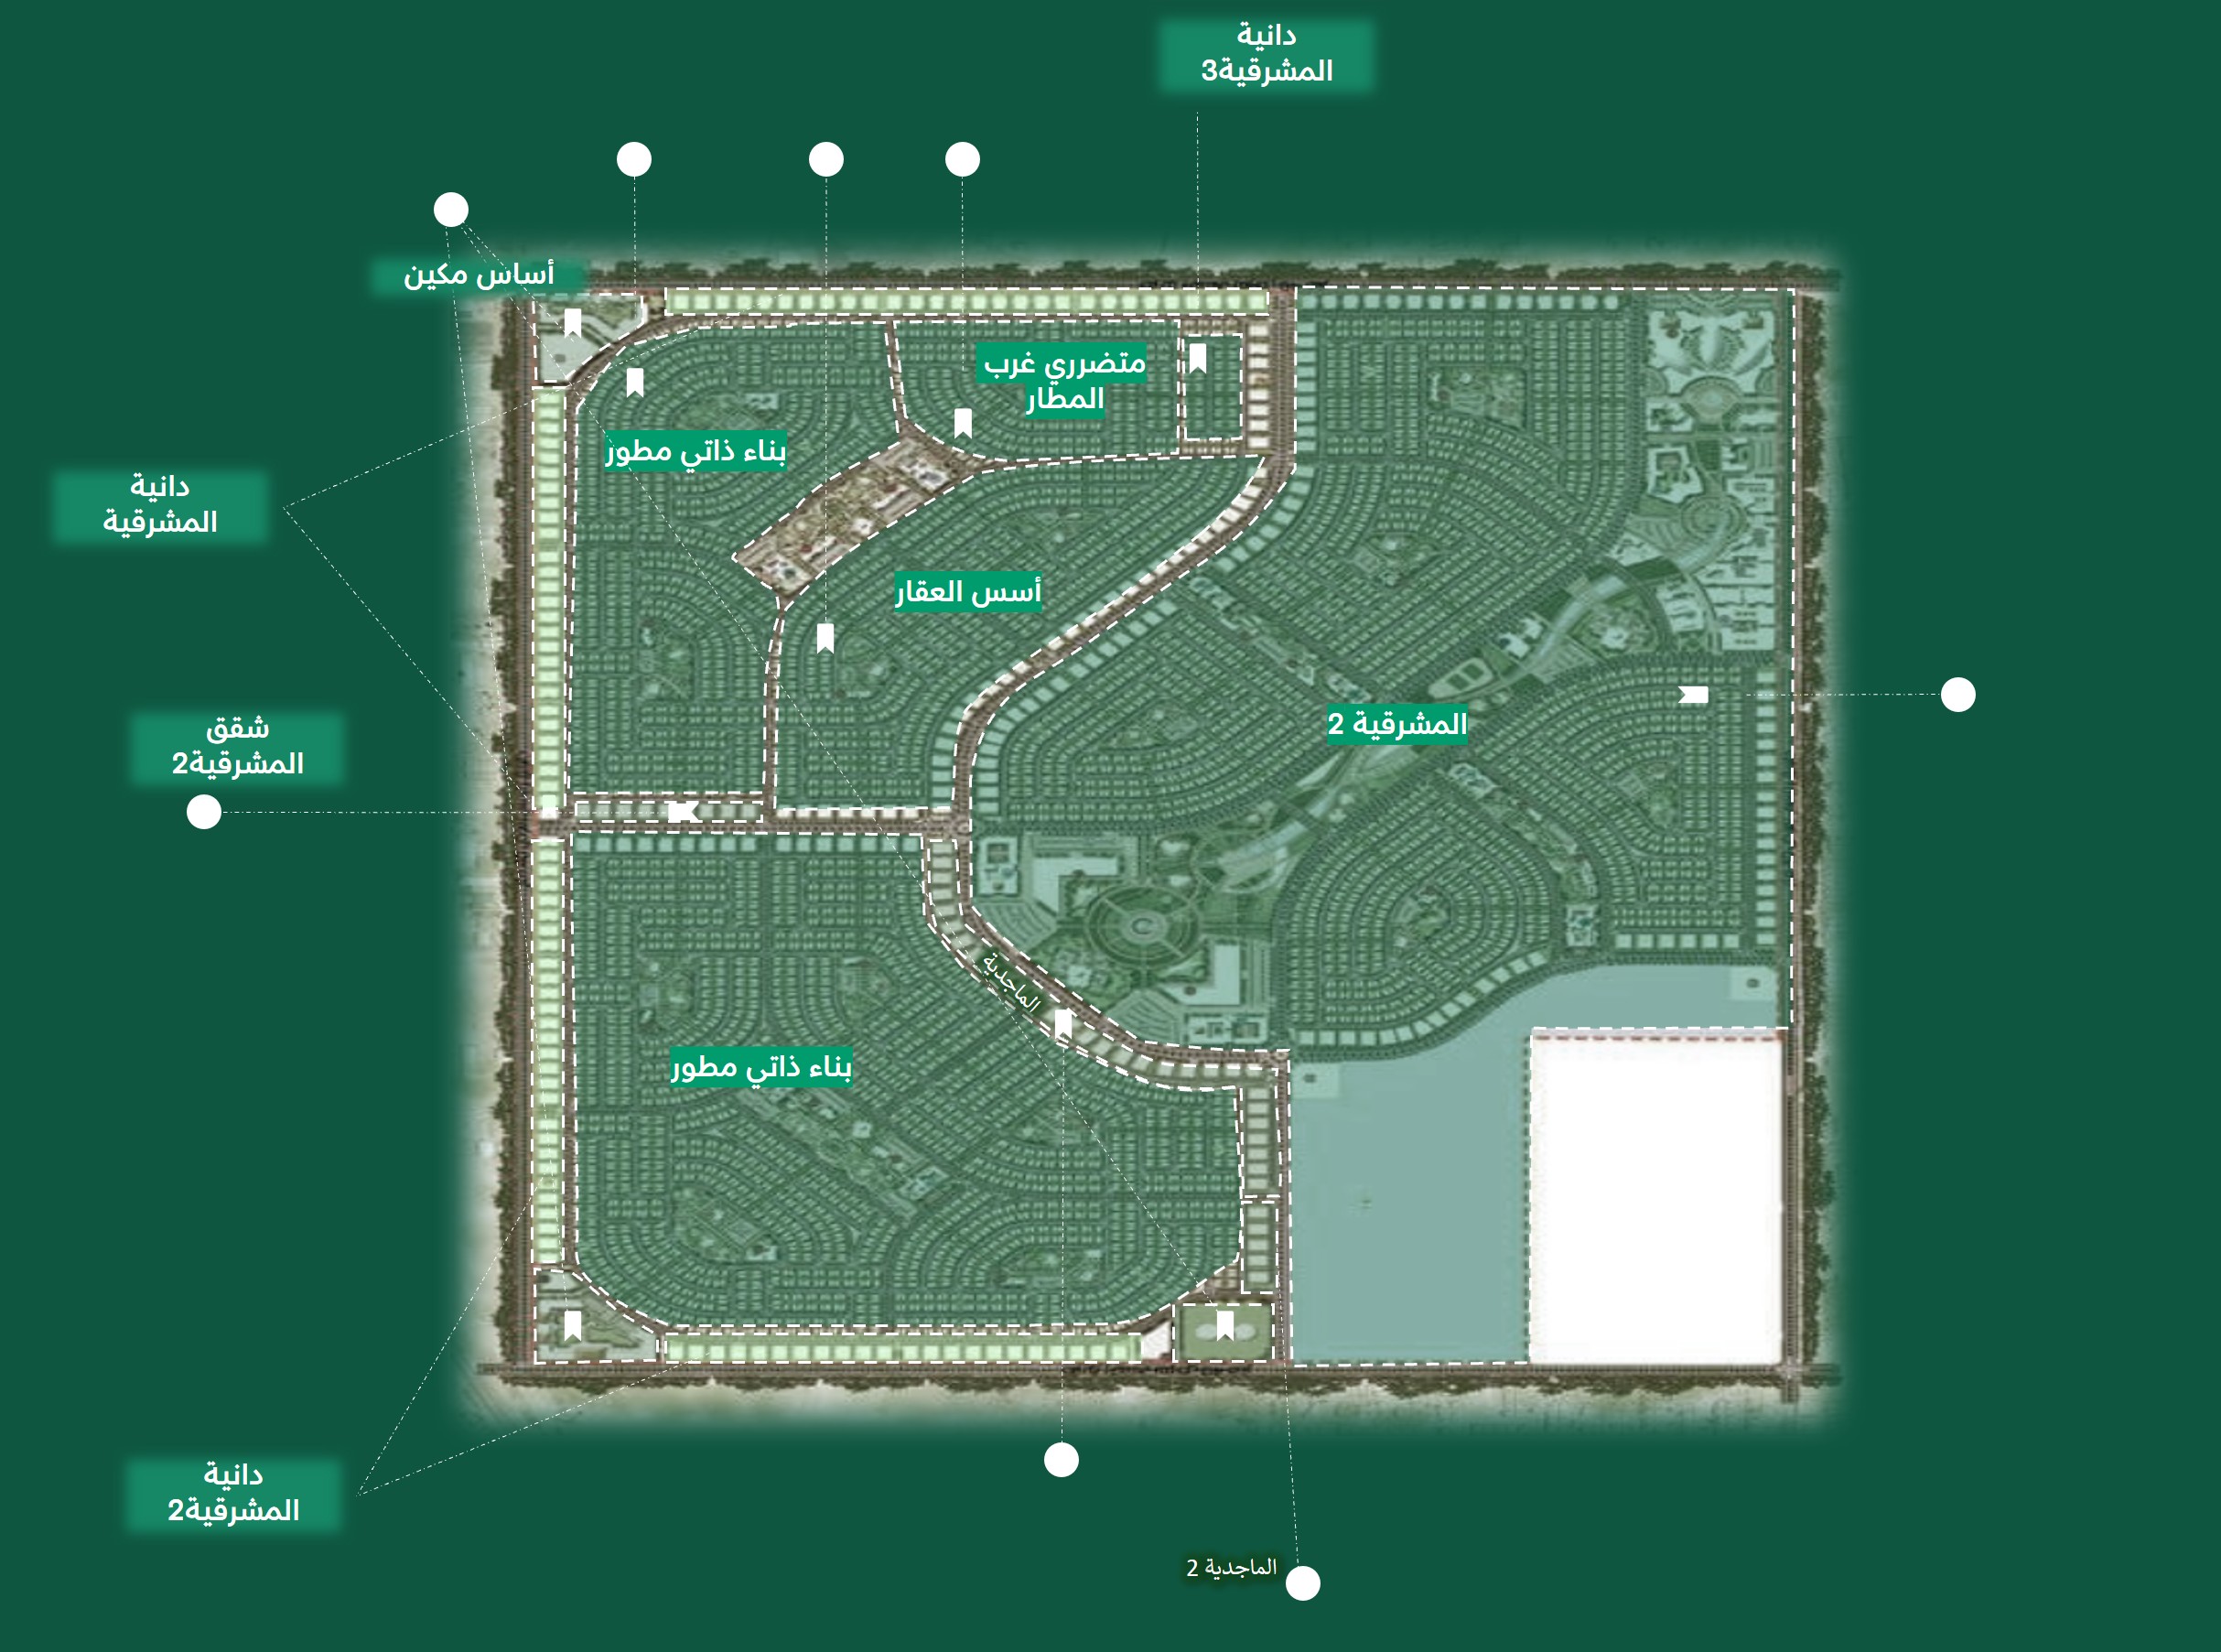 دانية
المشرقية3
أساس مكين
متضرري غرب
المطار
بناء ذاتي مطور
دانية
المشرقية
أسس العقار
المشرقية 2
شقق
المشرقية2
الماجدية
بناء ذاتي مطور
دانية
المشرقية2
الماجدية 2